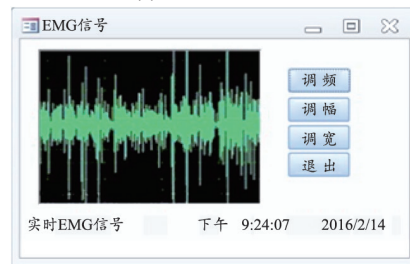 EMG信号
调 频
调 幅
调 宽
退 出
实时EMG信号 下午 9:24:07 2016/2/14